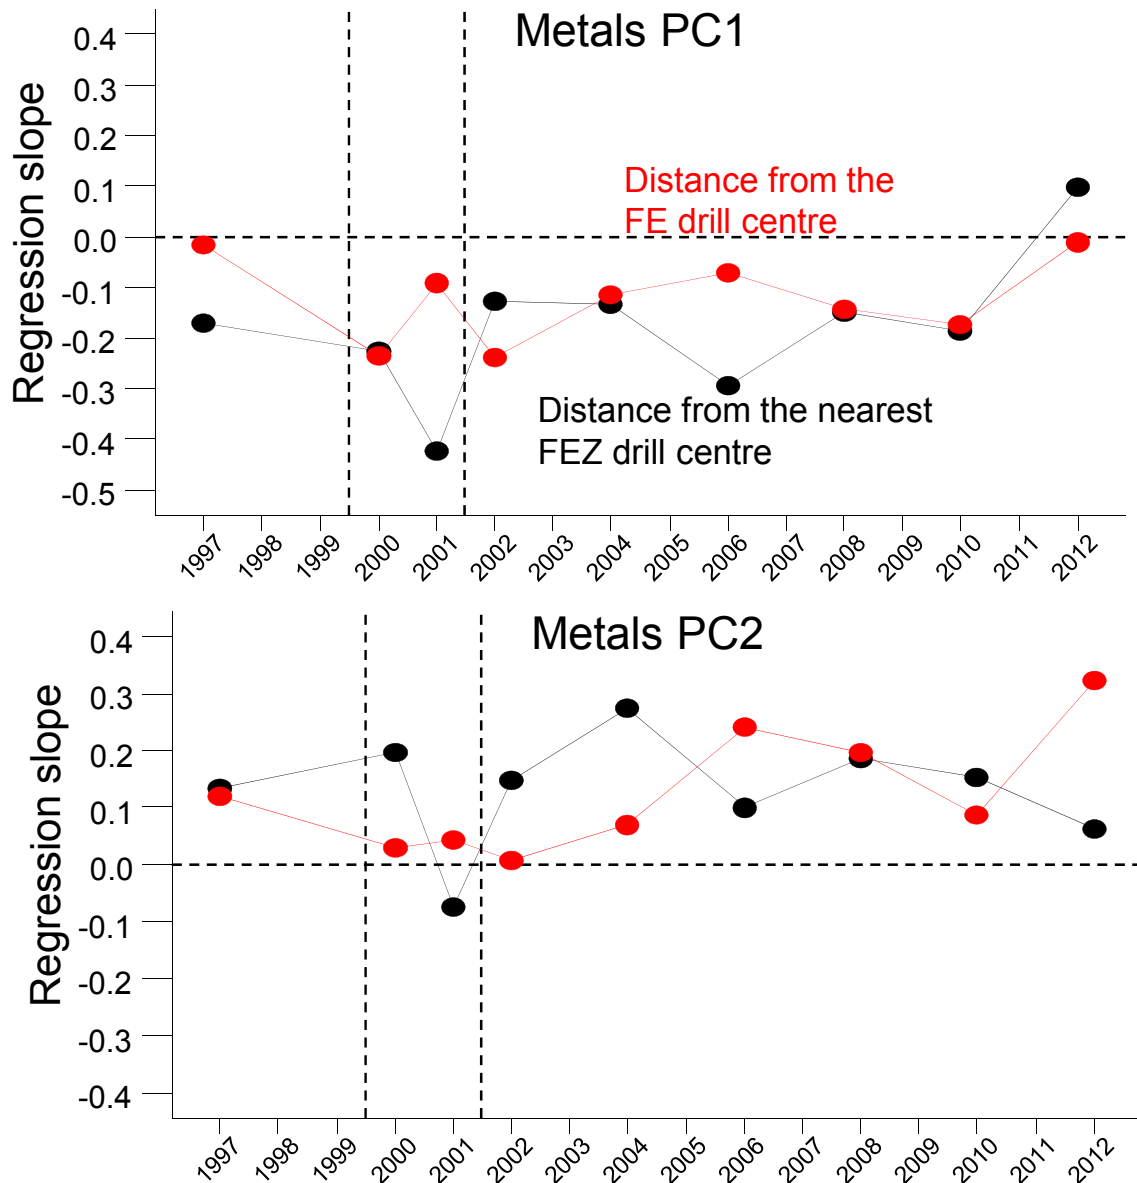 Metals PC1
Regression slope
0.4
0.3
0.2
0.1
0.0
-0.1
-0.2
-0.3
-0.4
-0.5
Distance from the
FE drill centre
Distance from the nearest
FEZ drill centre
1997 1998 1999 2000 2001 2002 2003 2004 2005 2006 2007 2008 2009 2010 2011 2012
Metals PC2
Regression slope
0.4
0.3
0.2
0.1
0.0
-0.1
-0.2
-0.3
-0.4
1997 1998 1999 2000 2001 2002 2003 2004 2005 2006 2007 2008 2009 2010 2011 2012